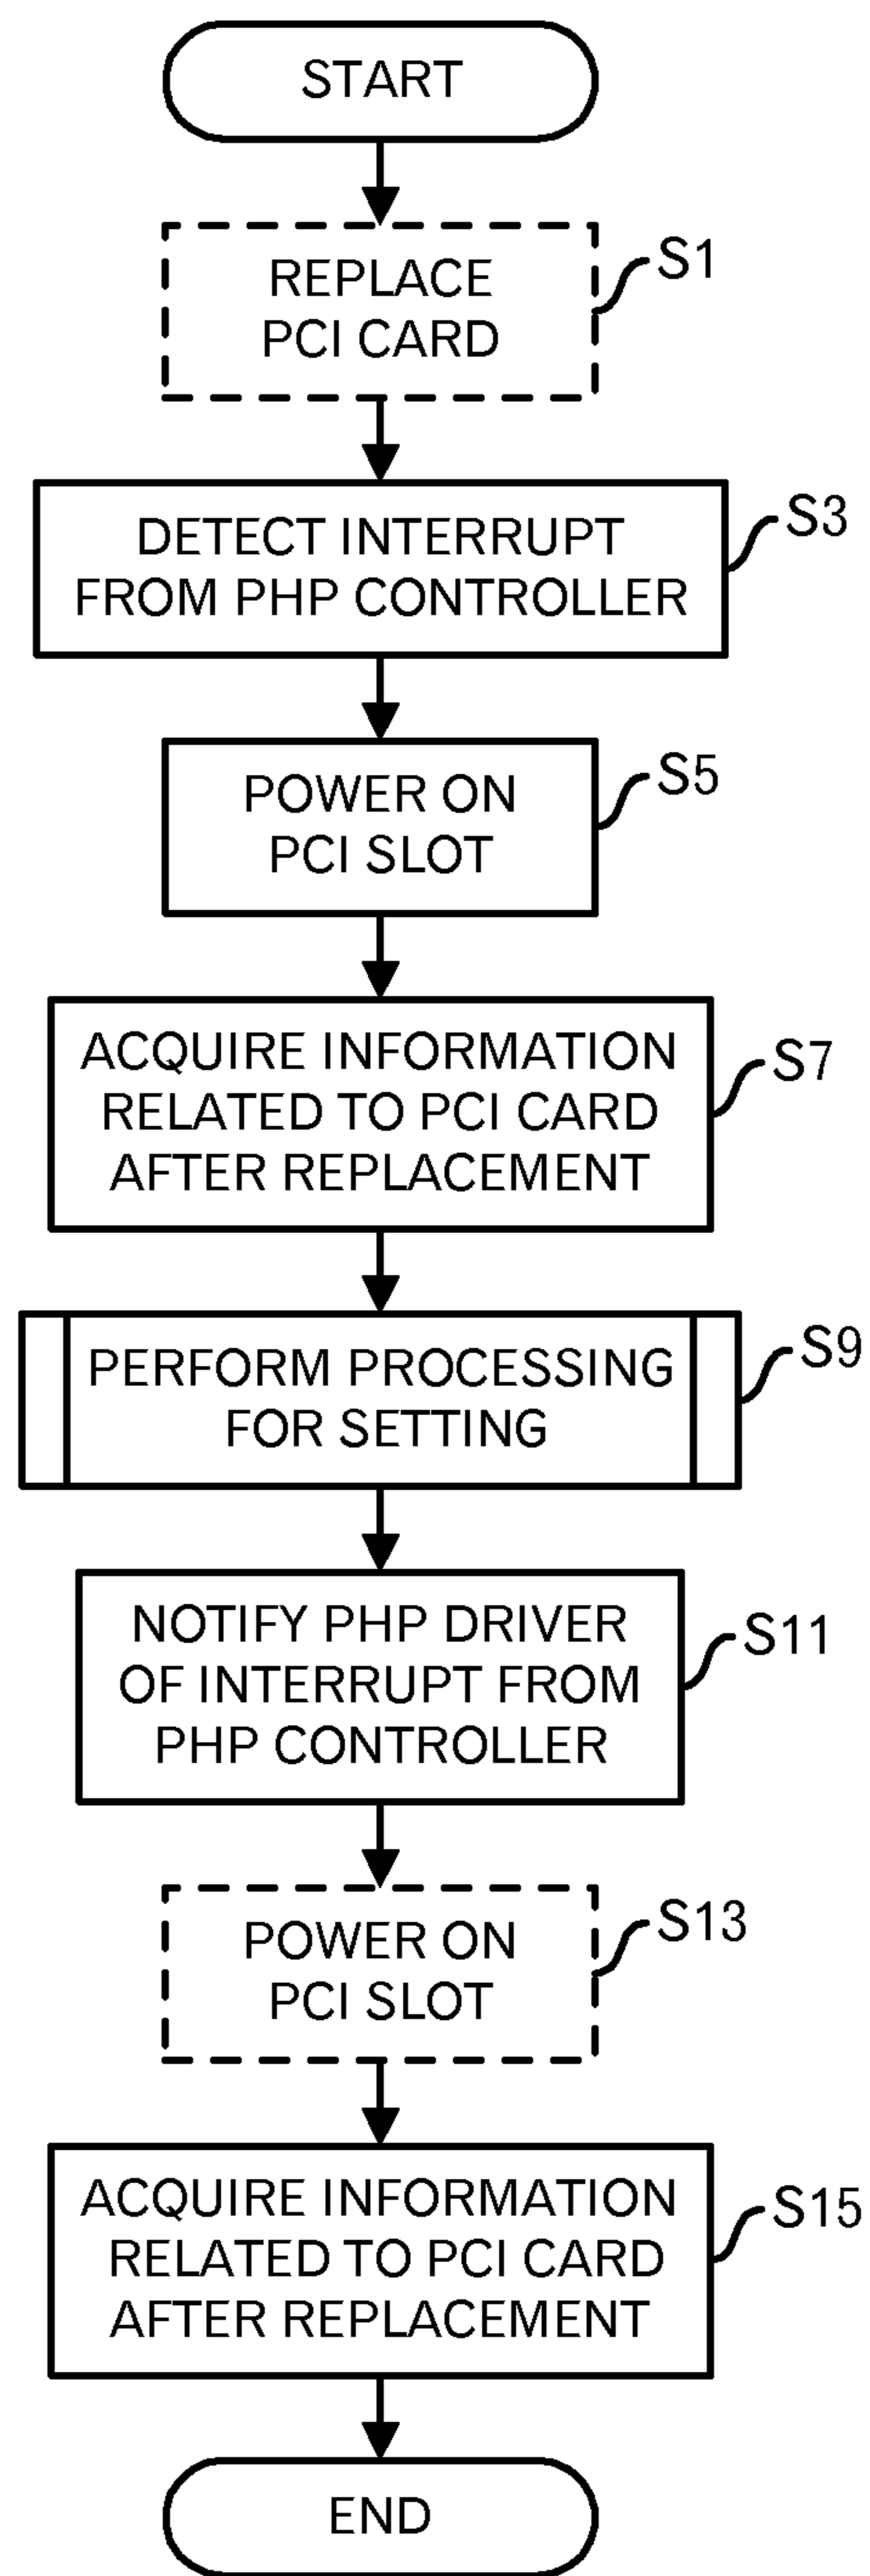 START
REPLACE
PCI CARD
S1
DETECT INTERRUPT
FROM PHP CONTROLLER
S3
POWER ON
PCI SLOT
S5
ACQUIRE INFORMATION
RELATED TO PCI CARD
AFTER REPLACEMENT
S7
PERFORM PROCESSING
FOR SETTING
S9
NOTIFY PHP DRIVER
OF INTERRUPT FROM
PHP CONTROLLER
S11
POWER ON
PCI SLOT
S13
ACQUIRE INFORMATION
RELATED TO PCI CARD
AFTER REPLACEMENT
S15
END